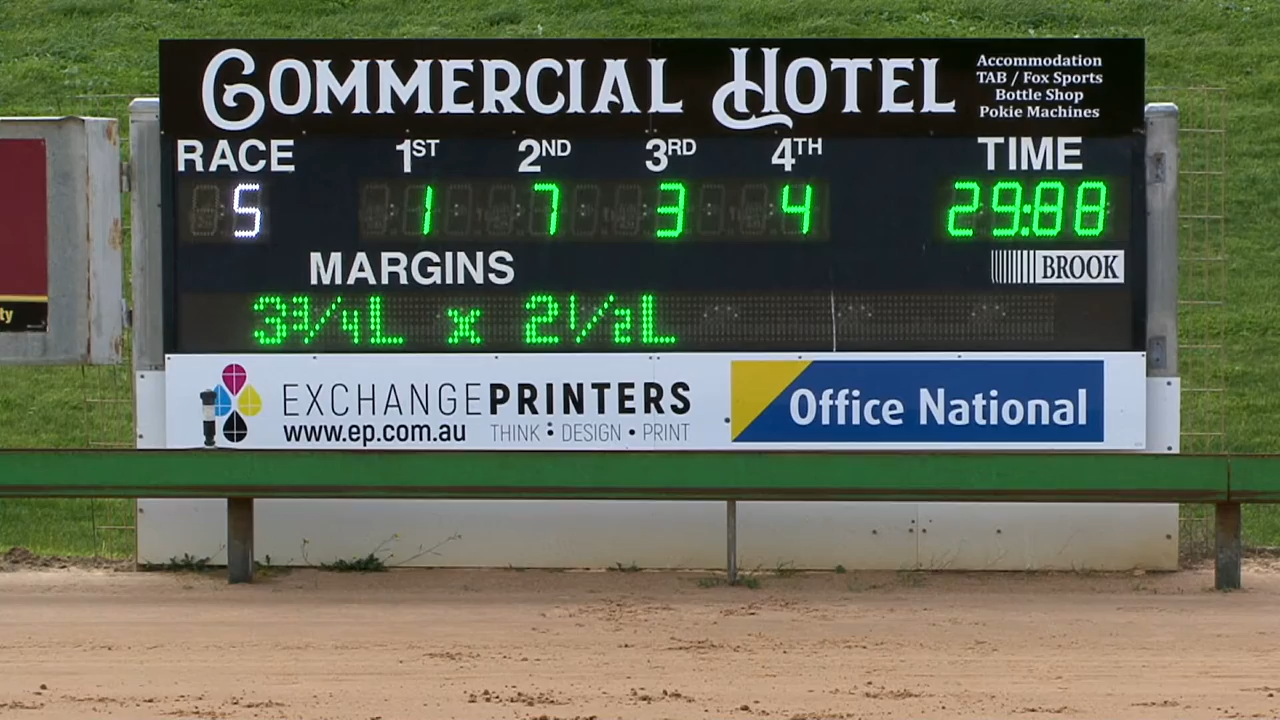 COMMERCIAL HOTEL
Accommodation
TAB / Fox Sports
Bottle Shop
Pokie Machines
RACE 1ST 2ND 3RD 4TH TIME
5 1 7 3 4 29:88
MARGINS
BROOK
3¾L x 2½L
ty
EXCHANGEPRINTERS
www.ep.com.au THINK • DESIGN • PRINT
Office National